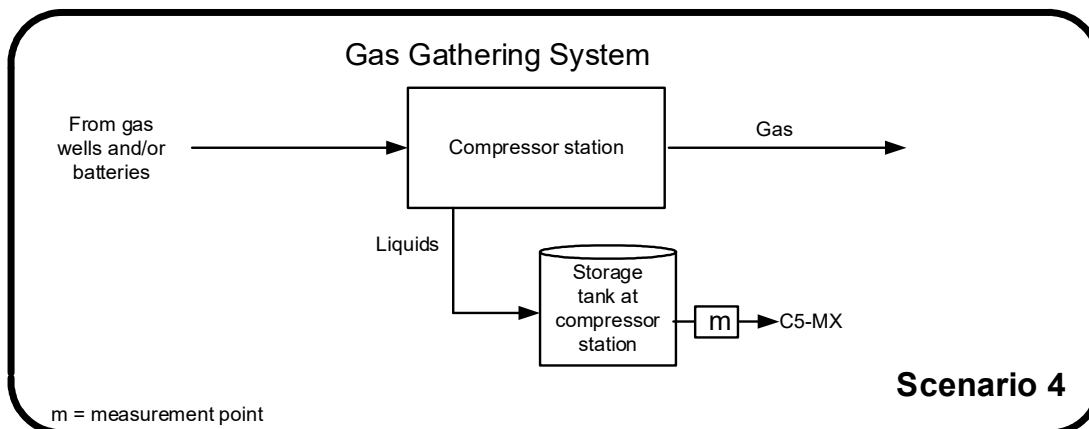 Gas Gathering System
From gas
wells and/or
batteries
Compressor station
Gas
Liquids
Storage
tank at
compressor
station
m
C5-MX
Scenario 4
m = measurement point